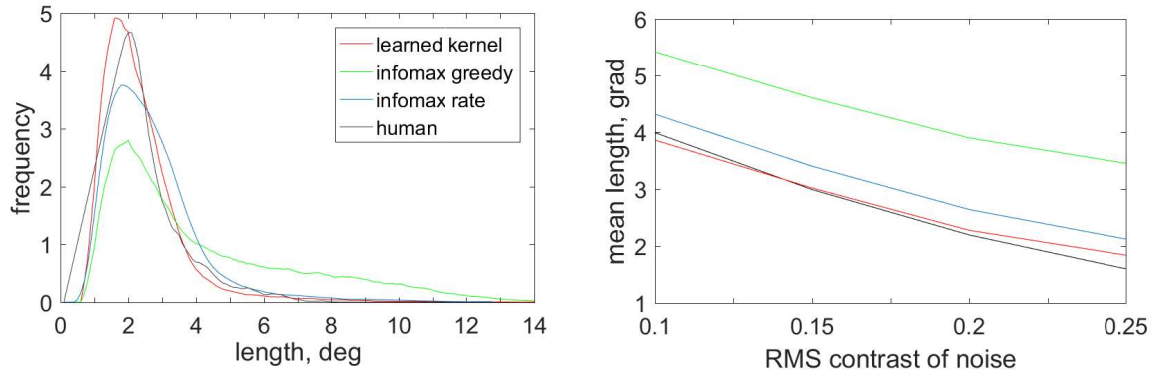 5
4
3
2
1
0
frequency
0 2 4 6 8 10 12 14
length, deg
learned kernel
infomax greedy
infomax rate
human
6
5
4
3
2
1
mean length, grad
0.1 0.15 0.2 0.25
RMS contrast of noise